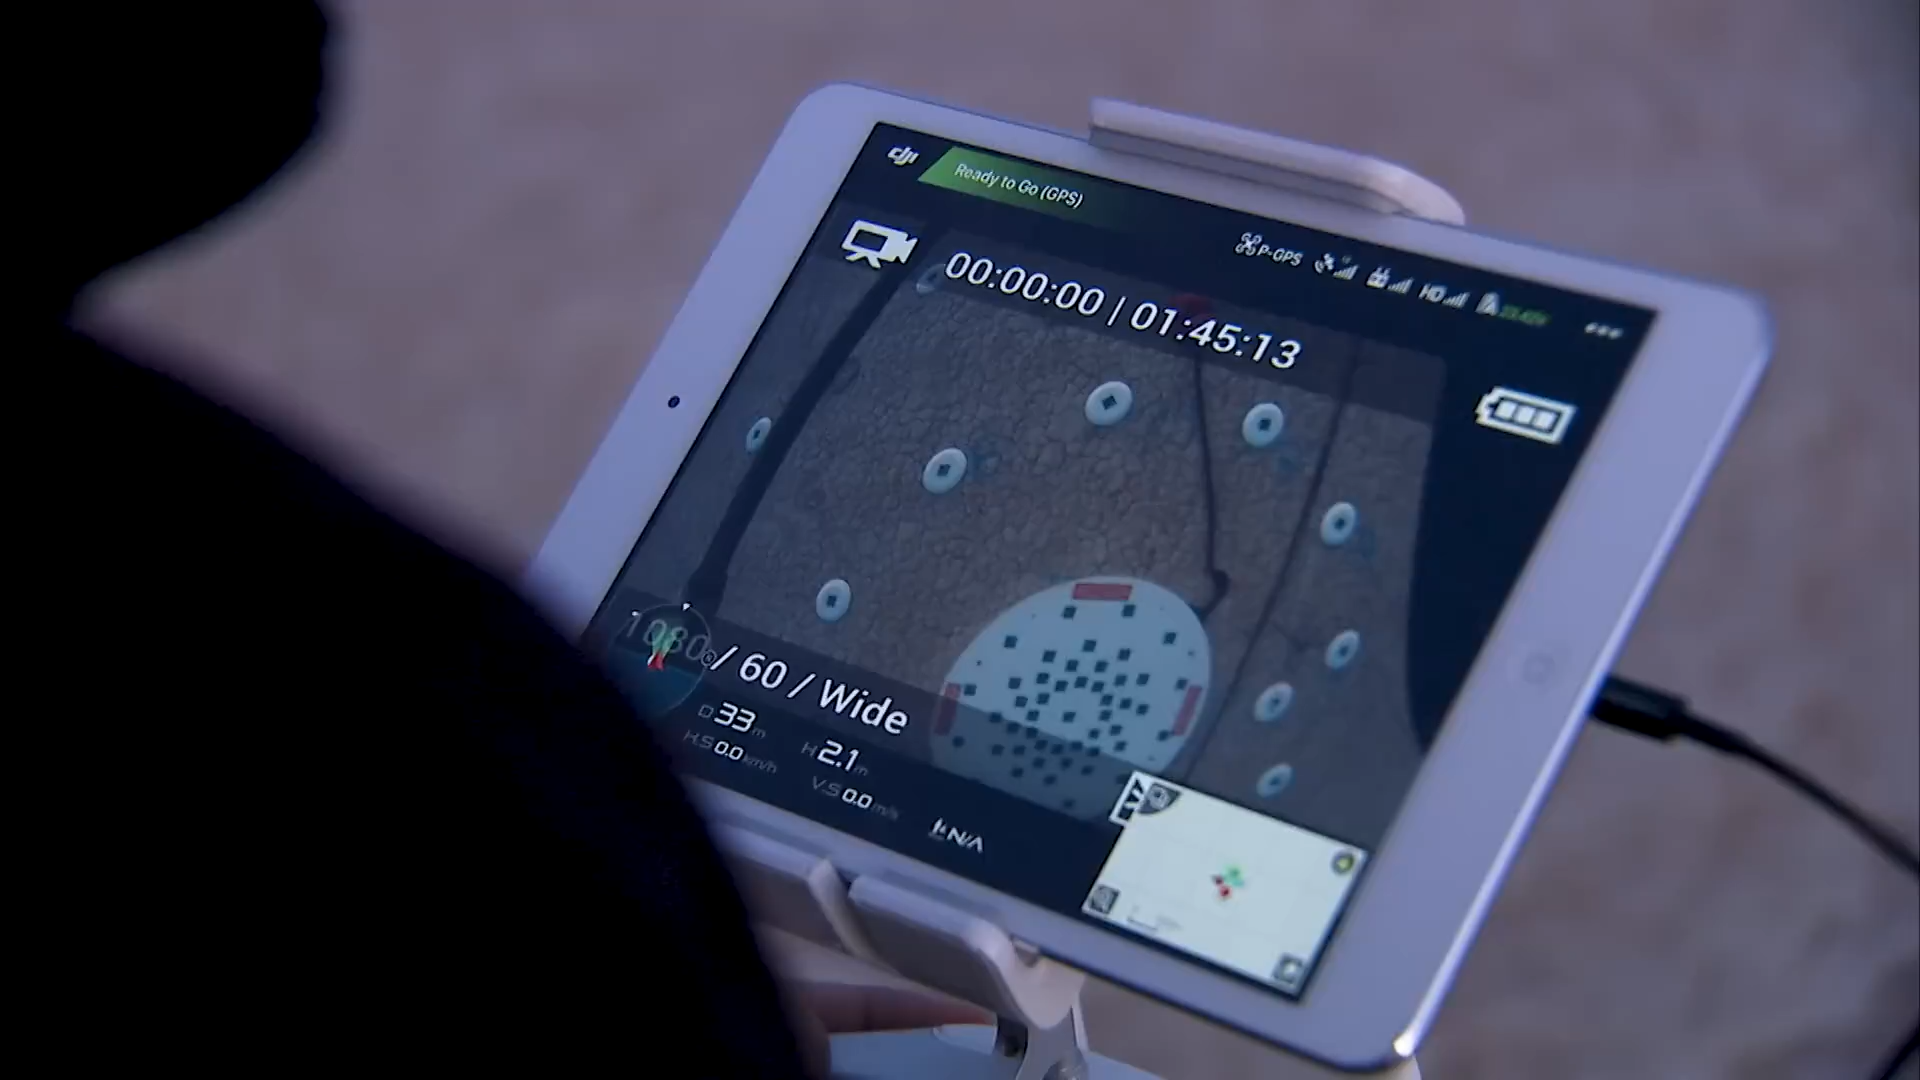 dji
Ready to Go (GPS)
P-GPS
HD
00:00:00 | 01:45:13
1080 / 60 / Wide
D 33 m
H 2.1 m
H.S 0.0 km/h
V.S 0.0 m/s
N/A